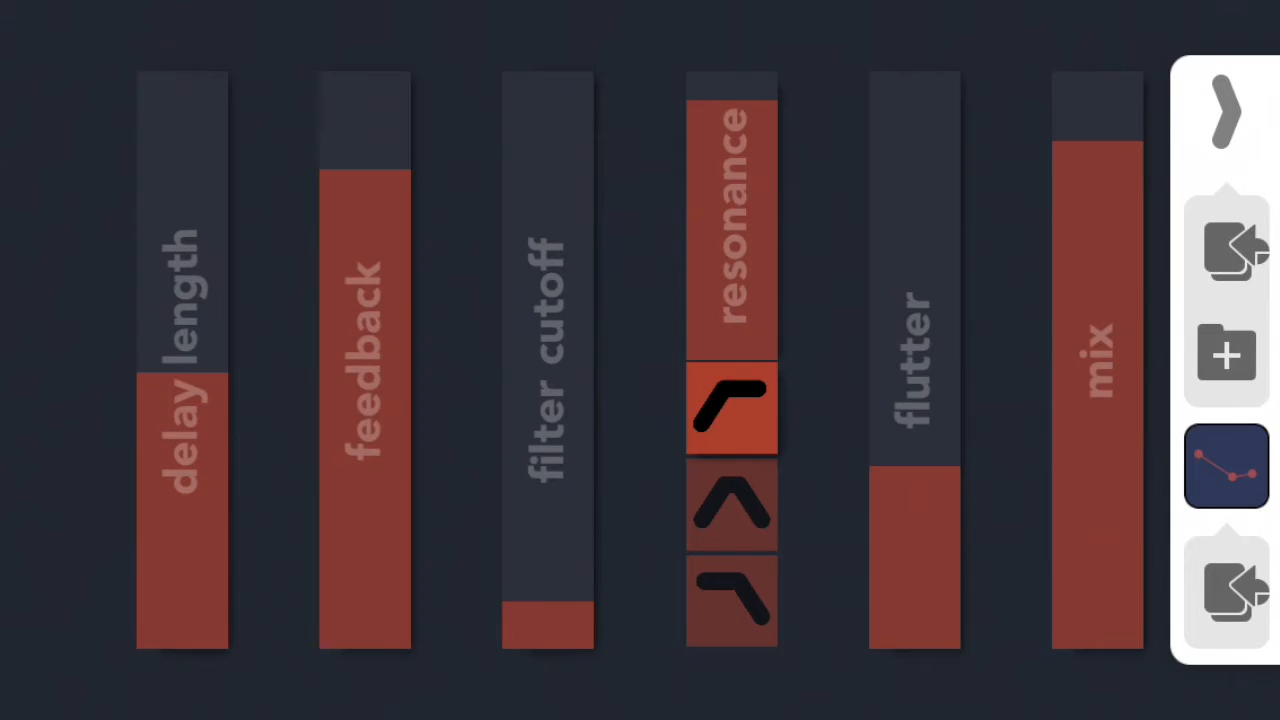 delay length
feedback
filter cutoff
resonance
flutter
mix